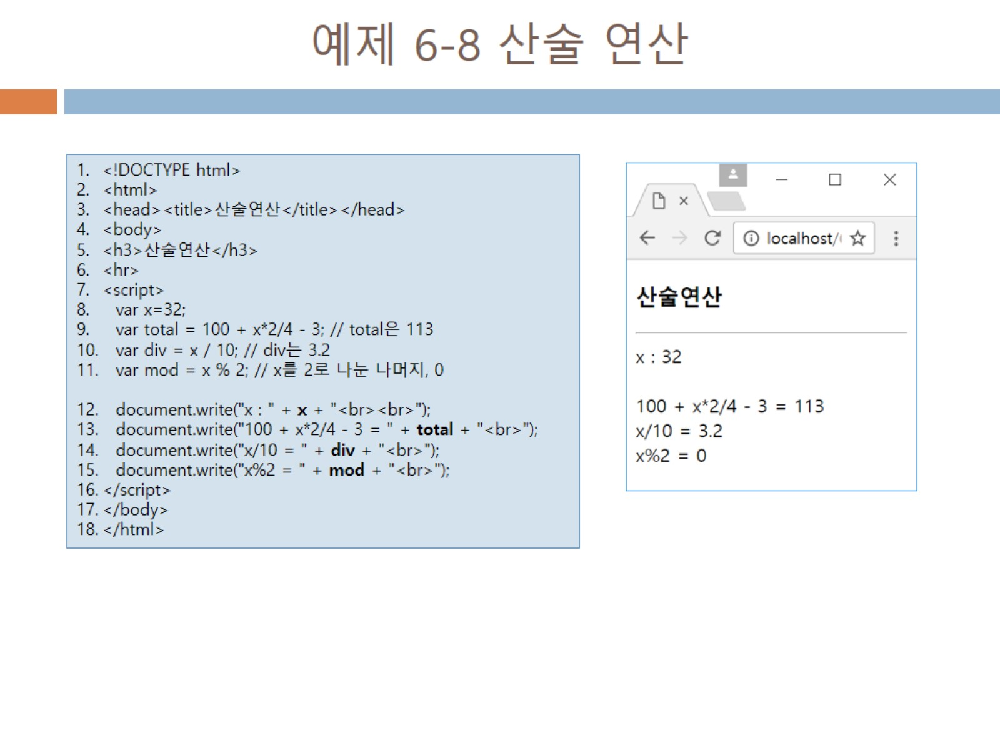 예제 6-8 산술 연산
1. <!DOCTYPE html>
2. <html>
3. <head><title>산술연산</title></head>
4. <body>
5. <h3>산술연산</h3>
6. <hr>
7. <script>
8. var x=32;
9. var total = 100 + x*2/4 - 3; // total은 113
10. var div = x / 10; // div는 3.2
11. var mod = x % 2; // x를 2로 나눈 나머지, 0
12. document.write("x : " + x + "<br><br>");
13. document.write("100 + x*2/4 - 3 = " + total + "<br>");
14. document.write("x/10 = " + div + "<br>");
15. document.write("x%2 = " + mod + "<br>");
16. </script>
17. </body>
18. </html>
localhost/
산술연산
x : 32
100 + x*2/4 - 3 = 113
x/10 = 3.2
x%2 = 0